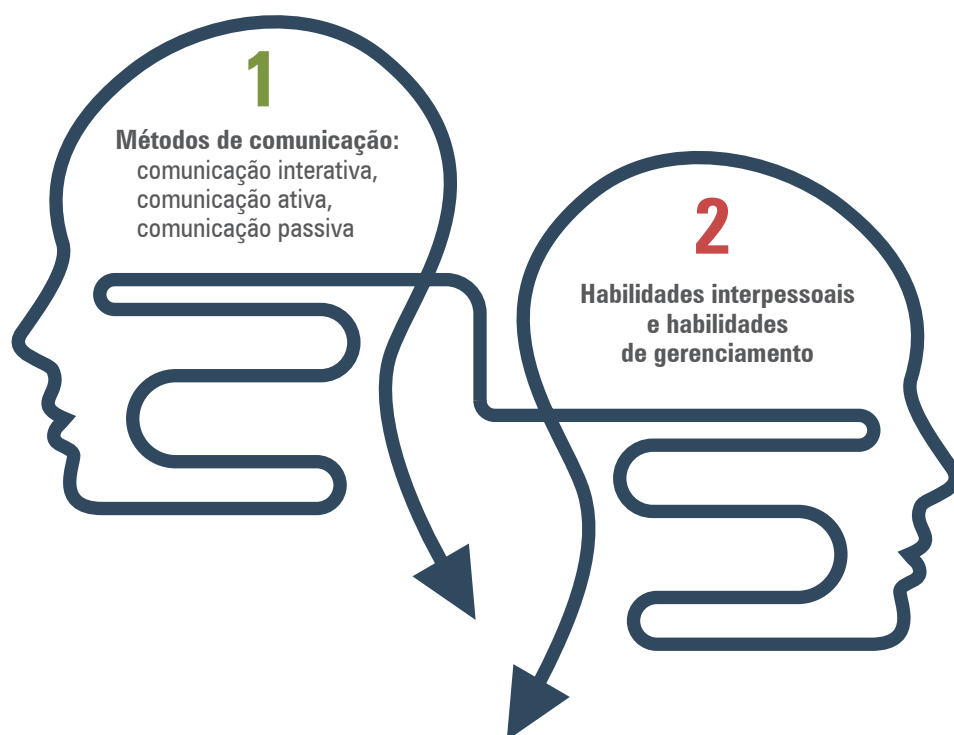 1
Métodos de comunicação:
comunicação interativa,
comunicação ativa,
comunicação passiva
2
Habilidades interpessoais
e habilidades
de gerenciamento